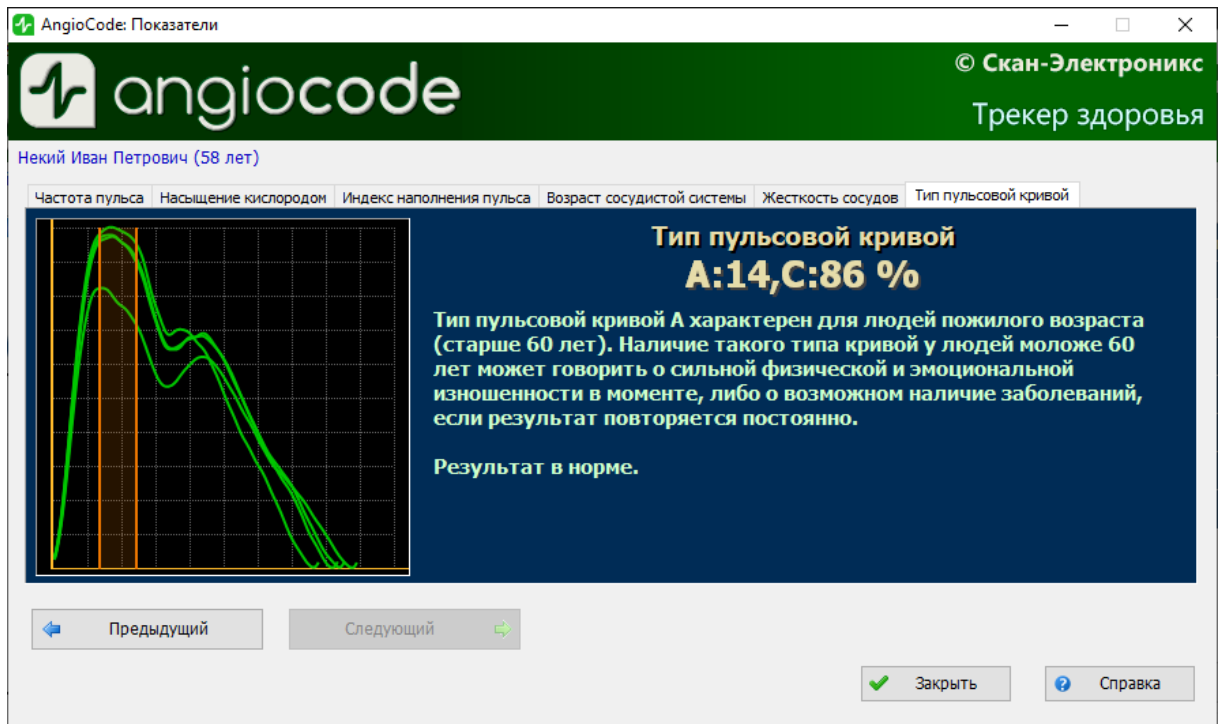 AngioCode: Показатели
angiocode
© Скан-Электроникс
Трекер здоровья
Некий Иван Петрович (58 лет)
Частота пульса Насыщение кислородом Индекс наполнения пульса Возраст сосудистой системы Жесткость сосудов Тип пульсовой кривой
Тип пульсовой кривой
A:14,C:86 %
Тип пульсовой кривой А характерен для людей пожилого возраста
(старше 60 лет). Наличие такого типа кривой у людей моложе 60
лет может говорить о сильной физической и эмоциональной
изношенности в моменте, либо о возможном наличие заболеваний,
если результат повторяется постоянно.
Результат в норме.
Предыдущий Следующий
Закрыть Справка